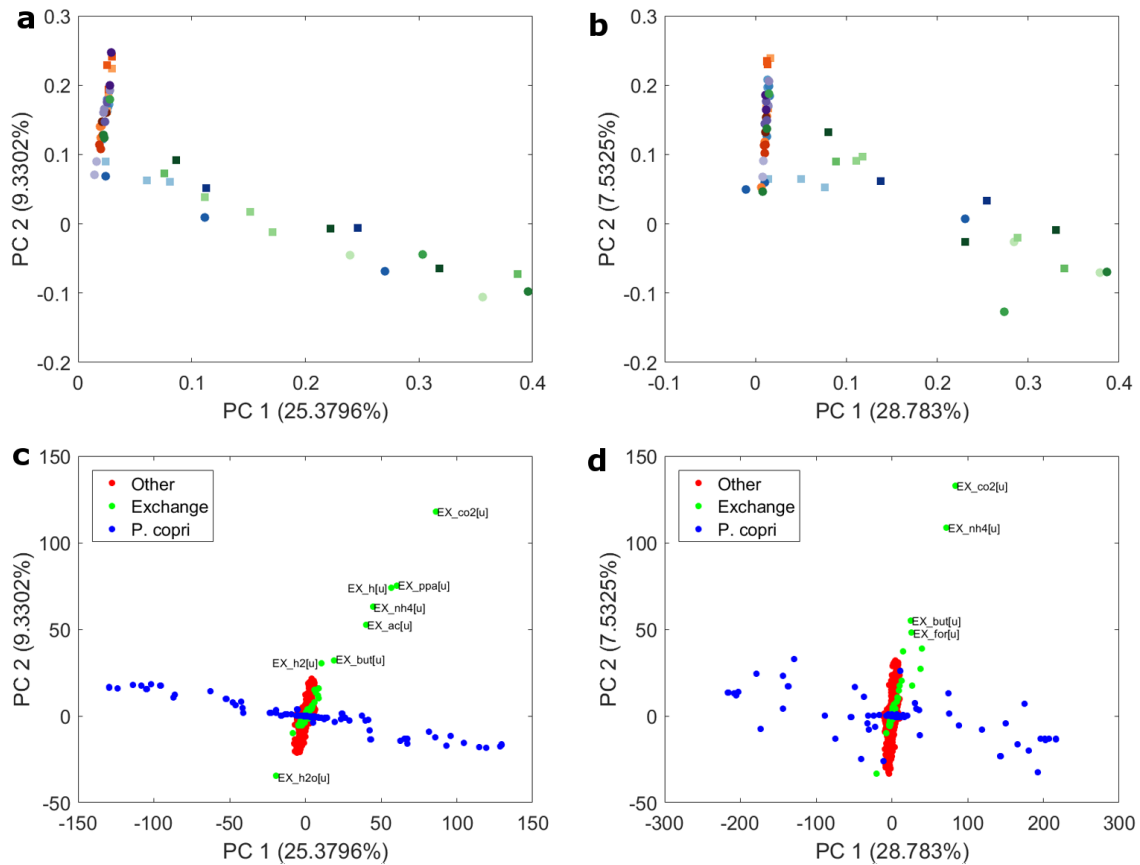 a
0.3
0.2
0.1
0
-0.1
-0.2
PC 2 (9.3302%)
0
0.1
0.2
0.3
0.4
PC 1 (25.3796%)
b
0.3
0.2
0.1
0
-0.1
-0.2
PC 2 (7.5325%)
-0.1
0
0.1
0.2
0.3
0.4
PC 1 (28.783%)
c
150
100
50
0
-50
PC 2 (9.3302%)
Other
Exchange
P. copri
EX_co2[u]
EX_h[u]
EX_ppa[u]
EX_nh4[u]
EX_ac[u]
EX_h2[u]
EX_but[u]
EX_h2o[u]
-150
-100
-50
0
50
100
150
PC 1 (25.3796%)
d
150
100
50
0
-50
PC 2 (7.5325%)
Other
Exchange
P. copri
EX_co2[u]
EX_nh4[u]
EX_but[u]
EX_for[u]
-300
-200
-100
0
100
200
300
PC 1 (28.783%)